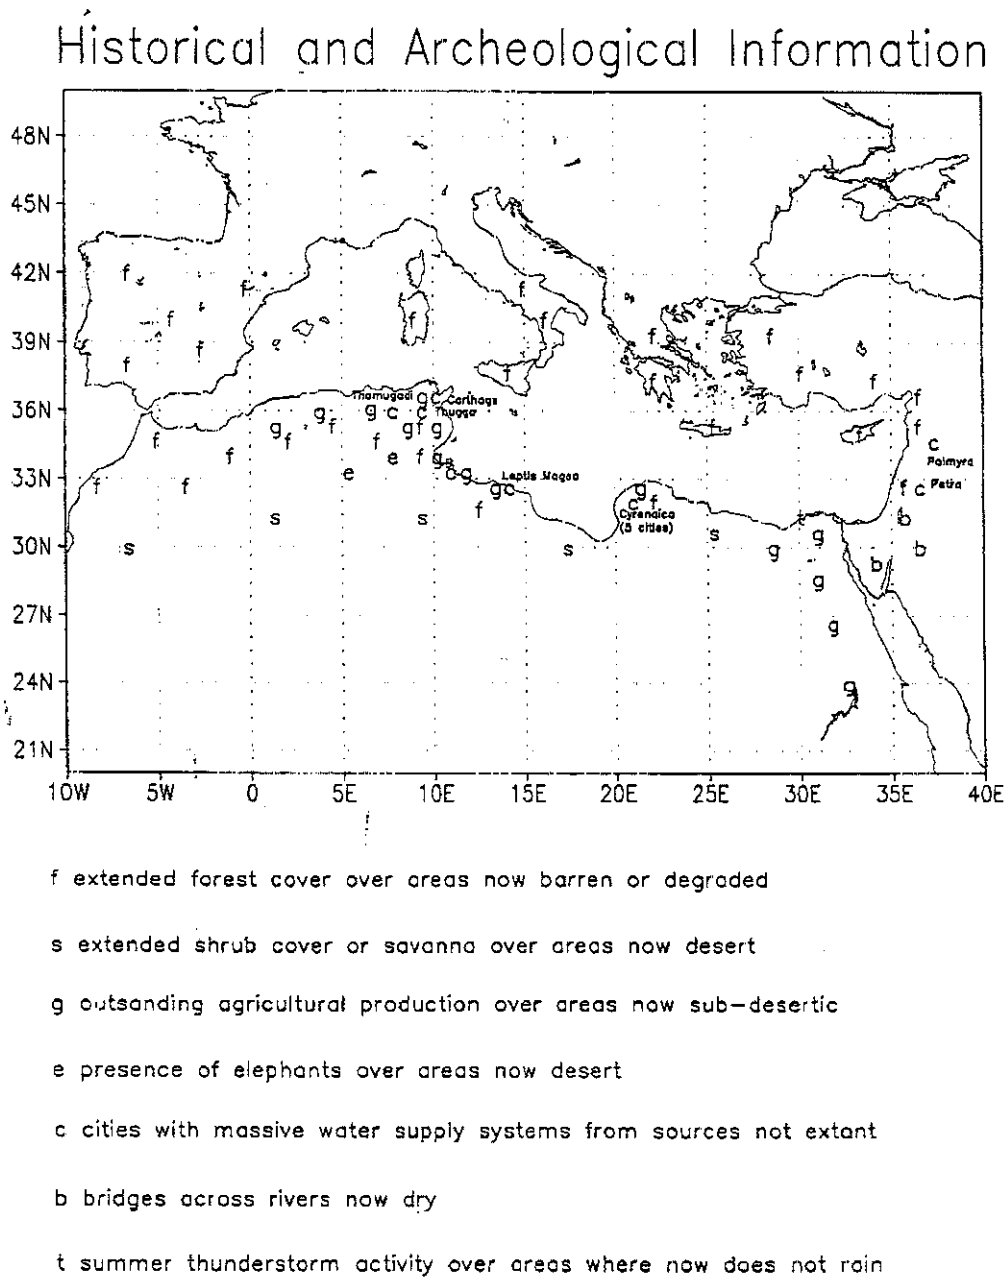 Historical and Archeological Information
48N
45N
42N
f f f
f f f f f f f
f f f f f f f f
Thamugadi g c Carthage
36N g g c c Thugga
f g f f f g f g f f c
f f f e f g Palmyra
33N e c g Leptis Magna
f f g c g f c Petra
f c f
s s Cyrenaica
(5 cities) s t g b
30N s s g b
b
g
27N
g
24N
g
21N
10W 5W 0 5E 10E 15E 20E 25E 30E 35E 40E
f extended forest cover over areas now barren or degraded
s extended shrub cover or savanna over areas now desert
g outsanding agricultural production over areas now sub-desertic
e presence of elephants over areas now desert
c cities with massive water supply systems from sources not extant
b bridges across rivers now dry
t summer thunderstorm activity over areas where now does not rain